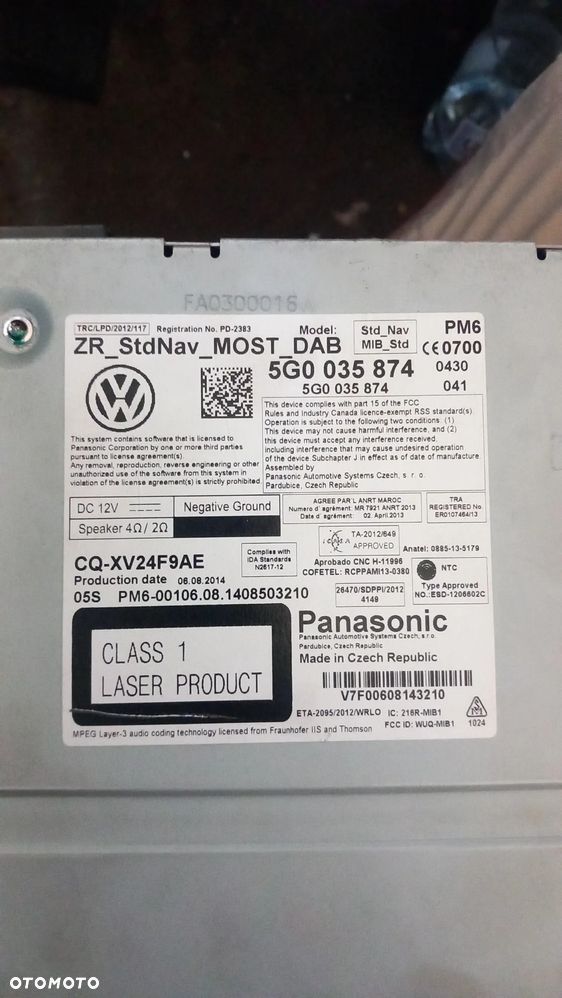 FA0300016
TRC/LPD/2012/117 Registration No. PD-2383 Model: Std_Nav MIB_Std PM6
ZR_StdNav_MOST_DAB CE 0700
5G0 035 874 0430
5G0 035 874 041
This device complies with part 15 of the FCC
Rules and Industry Canada licence-exempt RSS standard(s).
Operation is subject to the following two conditions: (1)
This device may not cause harmful interference, and (2)
this device must accept any interference received,
including interference that may cause undesired operation
of the device. Subchapter J in effect as of date of manufacture.
Assembled by
Panasonic Automotive Systems Czech, s. r.o.
Pardubice, Czech Republic
This system contains software that is licensed to
Panasonic Corporation by one or more third parties
pursuant to license agreement(s).
Any removal, reproduction, reverse engineering or other
unauthorized use of the software from this system in
violation of the license agreement(s) is strictly prohibited.
DC 12V Negative Ground
Speaker 4Ω/ 2Ω
AGREE PAR L' ANRT MAROC
Numero d´ agrément: MR 7921 ANRT 2013
Date d´ agrément: 02. April 2013
TRA
REGISTERED No
ER0107464/13
TA-2012/649
APPROVED
Anatel: 0885-13-5179
CQ-XV24F9AE
Complies with
IDA Standards
N2617-12
Aprobado CNC H-11996
COFETEL: RCPPAMI13-0380
NTC
Type Approved
NO.:ESD-1206602C
Production date 08.08.2014
05S PM6-00106.08.1408503210
26470/SDPPI/2012
4149
CLASS 1
LASER PRODUCT
Panasonic
Panasonic Automotive Systems Czech, s.r.o.
Pardubice, Czech Republic
Made in Czech Republic
V7F00608143210
ETA-2095/2012/WRLO IC: 216R-MIB1
FCC ID: WUQ-MIB1 1024
MPEG Layer-3 audio coding technology licensed from Fraunhofer IIS and Thomson
OTOMOTO